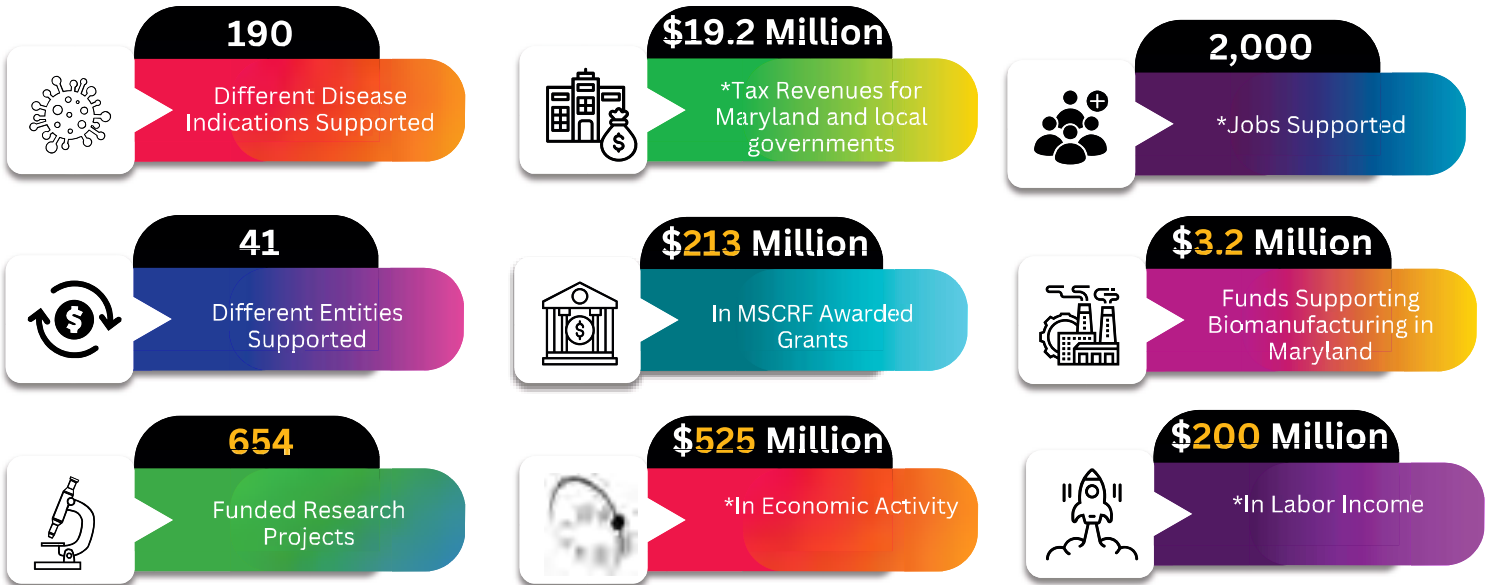 190
Different Disease
Indications Supported
$19.2 Million
*Tax Revenues for
Maryland and local
governments
2,000
*Jobs Supported
41
Different Entities
Supported
$213 Million
In MSCRF Awarded
Grants
$3.2 Million
Funds Supporting
Biomanufacturing in
Maryland
654
Funded Research
Projects
$525 Million
*In Economic Activity
$200 Million
*In Labor Income